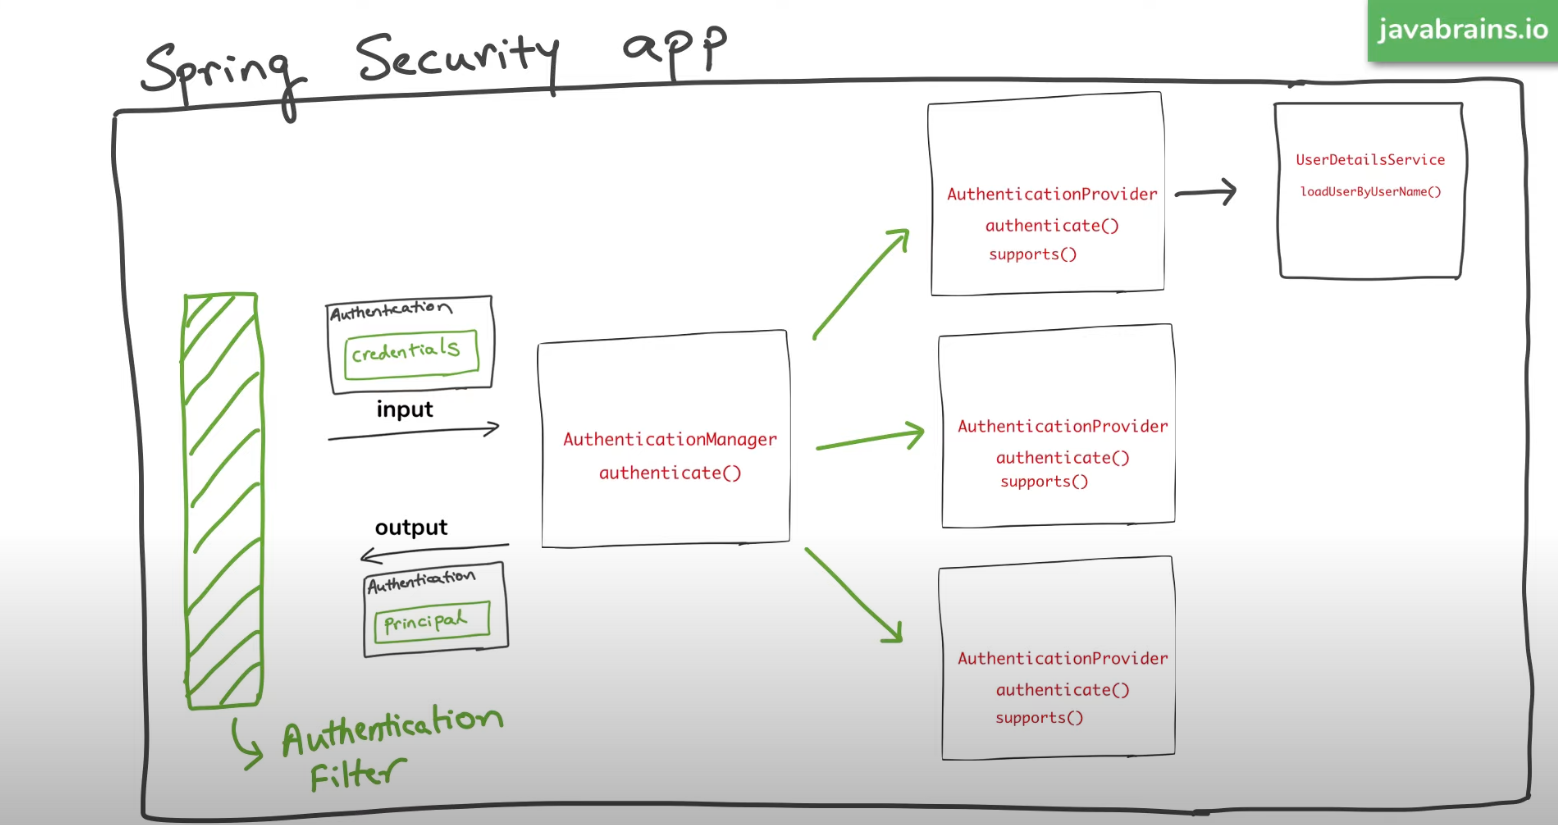 javabrains.io
Spring Security app
AuthenticationProvider
authenticate()
supports()
UserDetailsService
loadUserByUserName()
Authentication
credentials
input
AuthenticationManager
authenticate()
output
Authentication
principal
AuthenticationProvider
authenticate()
supports()
AuthenticationProvider
authenticate()
supports()
Authentication
Filter